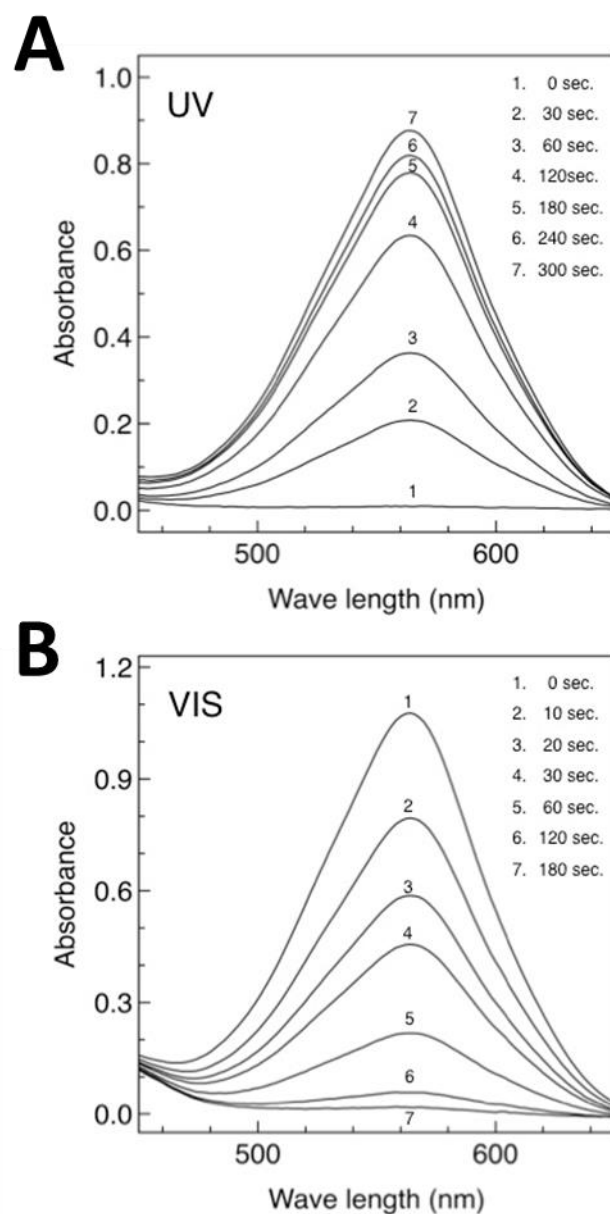 A
UV
1. 0 sec.
2. 30 sec.
3. 60 sec.
4. 120sec.
5. 180 sec.
6. 240 sec.
7. 300 sec.
1.0
0.8
0.6
0.4
0.2
0.0
Absorbance
7
6
5
4
3
2
1
500 600
Wave length (nm)
B
VIS
1. 0 sec.
2. 10 sec.
3. 20 sec.
4. 30 sec.
5. 60 sec.
6. 120 sec.
7. 180 sec.
1.2
0.9
0.6
0.3
0.0
Absorbance
1
2
3
4
5
6
7
500 600
Wave length (nm)